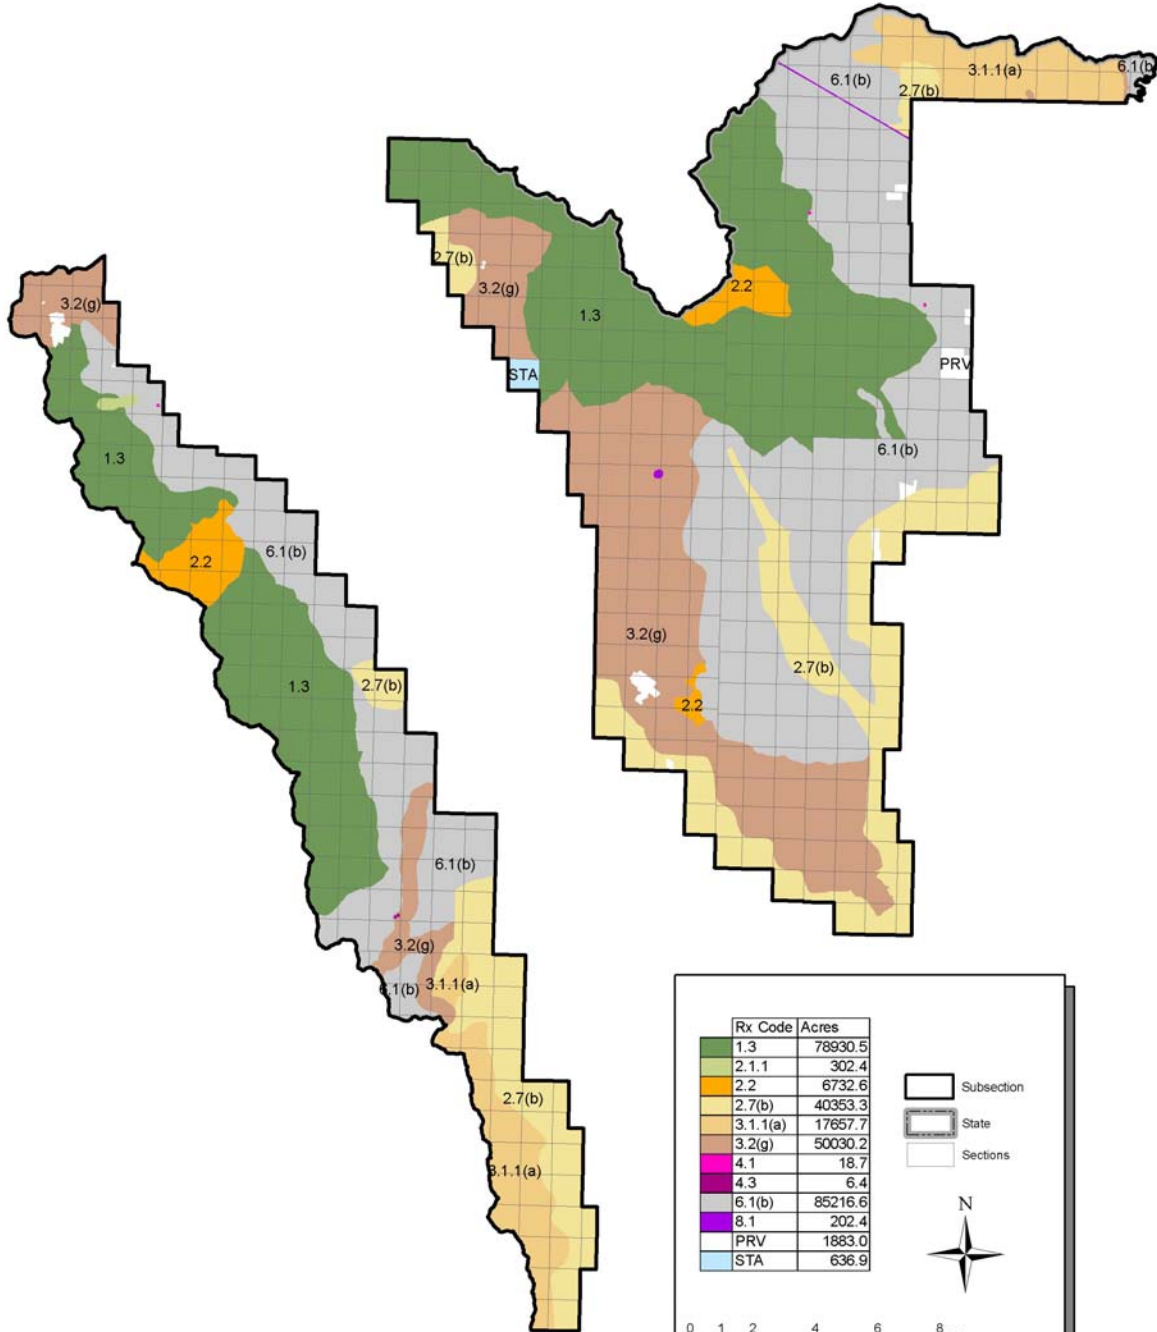 6.1(b)
3.1.1(a)
6.1(b
2.7(b)
2.7(b)
3.2(g)
2.2
3.2(g)
1.3
STA
PRV
1.3
6.1(b)
2.2
6.1(b)
3.2(g)
2.7(b)
1.3
2.7(b)
2.2
6.1(b)
3.2(g)
3.1.1(a)
6.1(b)
2.7(b)
3.1.1(a)
Rx Code Acres
1.3 78930.5
2.1.1 302.4
2.2 6732.6
2.7(b) 40353.3
3.1.1(a) 17657.7
3.2(g) 50030.2
4.1 18.7
4.3 6.4
6.1(b) 85216.6
8.1 202.4
PRV 1883.0
STA 636.9
Subsection
State
Sections
N
0 1 2 4 6 8